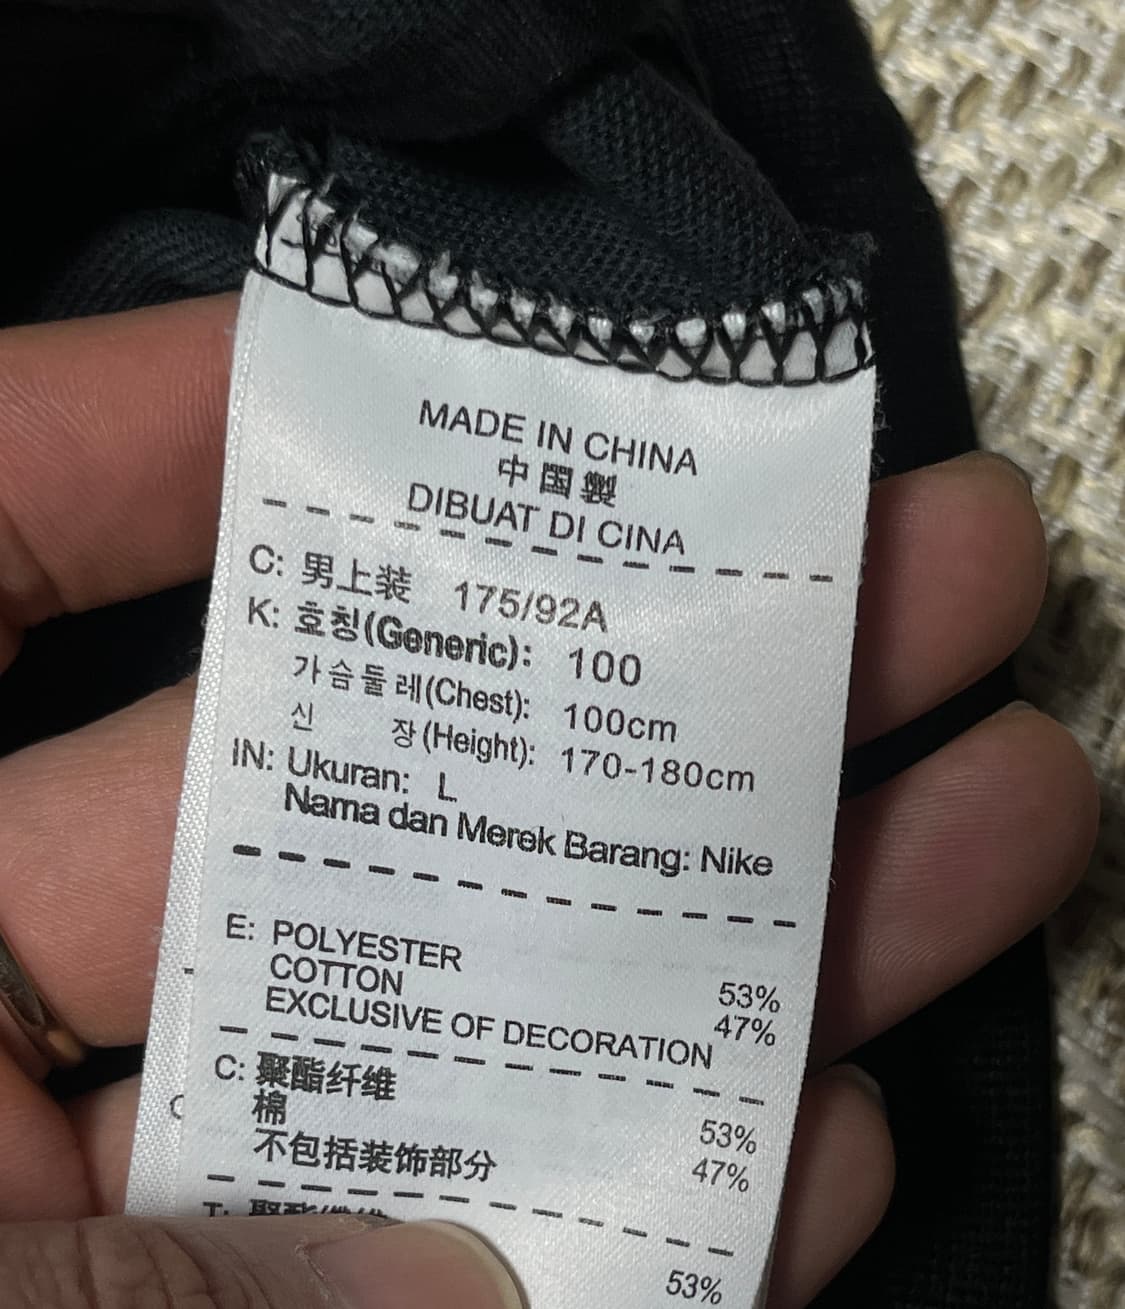 MADE IN CHINA
中国製
DIBUAT DI CINA
C: 男上装 175/92A
K: 호칭(Generic): 100
가슴둘레(Chest): 100cm
신 장(Height): 170-180cm
IN: Ukuran: L
Nama dan Merek Barang: Nike
E: POLYESTER 53%
COTTON 47%
EXCLUSIVE OF DECORATION
C: 聚酯纤维 53%
棉 47%
不包括装饰部分
T: 53%